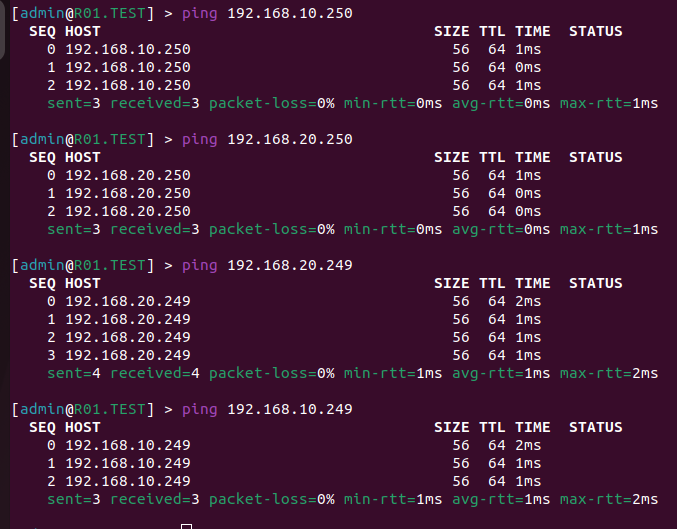 [admin@R01.TEST] > ping 192.168.10.250
SEQ HOST SIZE TTL TIME STATUS
0 192.168.10.250 56 64 1ms
1 192.168.10.250 56 64 0ms
2 192.168.10.250 56 64 1ms
sent=3 received=3 packet-loss=0% min-rtt=0ms avg-rtt=0ms max-rtt=1ms
[admin@R01.TEST] > ping 192.168.20.250
SEQ HOST SIZE TTL TIME STATUS
0 192.168.20.250 56 64 1ms
1 192.168.20.250 56 64 0ms
2 192.168.20.250 56 64 0ms
sent=3 received=3 packet-loss=0% min-rtt=0ms avg-rtt=0ms max-rtt=1ms
[admin@R01.TEST] > ping 192.168.20.249
SEQ HOST SIZE TTL TIME STATUS
0 192.168.20.249 56 64 2ms
1 192.168.20.249 56 64 1ms
2 192.168.20.249 56 64 1ms
3 192.168.20.249 56 64 1ms
sent=4 received=4 packet-loss=0% min-rtt=1ms avg-rtt=1ms max-rtt=2ms
[admin@R01.TEST] > ping 192.168.10.249
SEQ HOST SIZE TTL TIME STATUS
0 192.168.10.249 56 64 2ms
1 192.168.10.249 56 64 1ms
2 192.168.10.249 56 64 1ms
sent=3 received=3 packet-loss=0% min-rtt=1ms avg-rtt=1ms max-rtt=2ms